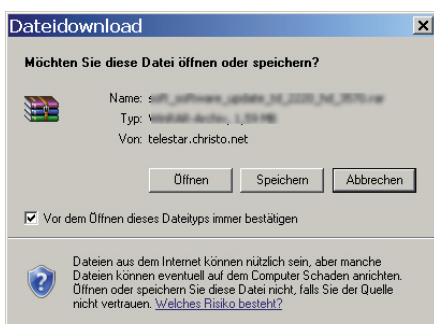 Dateidownload
Möchten Sie diese Datei öffnen oder speichern?
Name:
Typ:
Von: telestar.christo.net
Öffnen Speichern Abbrechen
Vor dem Öffnen dieses Dateityps immer bestätigen
Dateien aus dem Internet können nützlich sein, aber manche
Dateien können eventuell auf dem Computer Schaden anrichten.
Öffnen oder speichern Sie diese Datei nicht, falls Sie der Quelle
nicht vertrauen. Welches Risiko besteht?